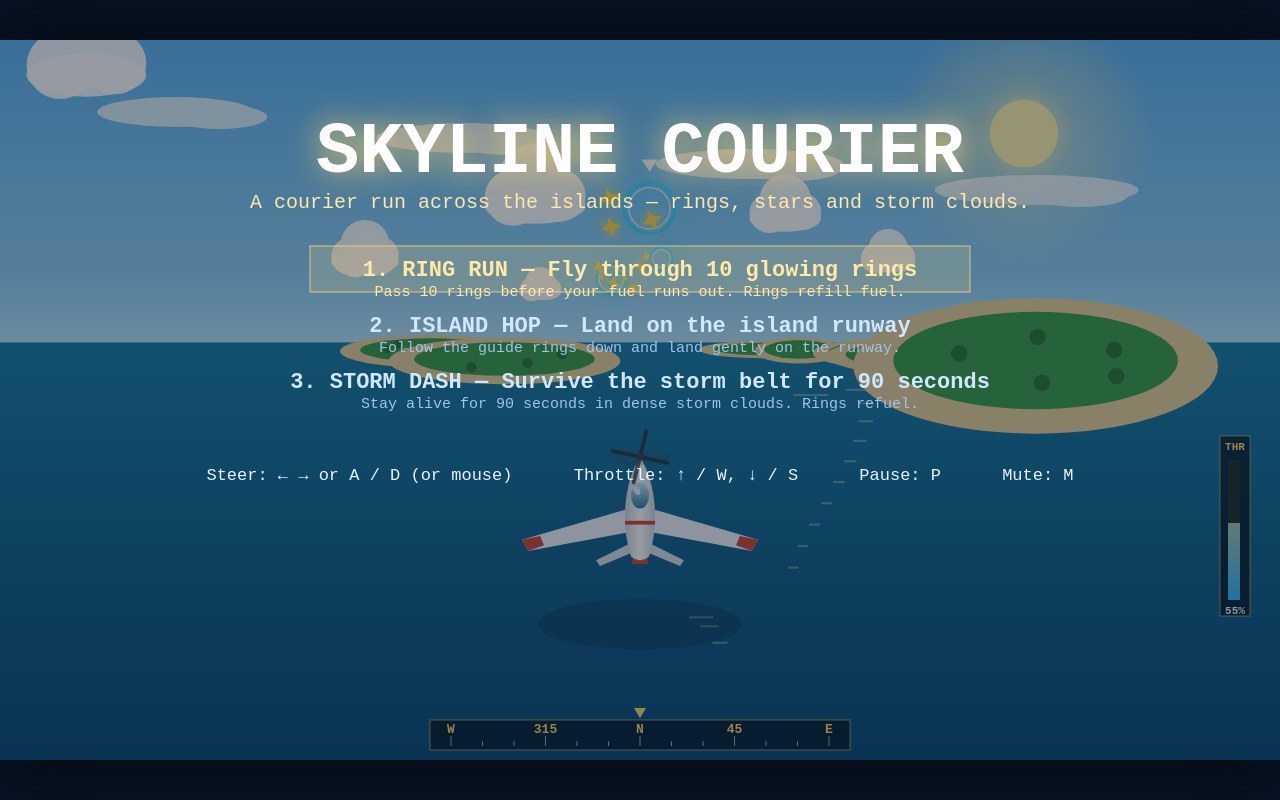 SKYLINE COURIER
A courier run across the islands — rings, stars and storm clouds.
1. RING RUN — Fly through 10 glowing rings
Pass 10 rings before your fuel runs out. Rings refill fuel.
2. ISLAND HOP — Land on the island runway
Follow the guide rings down and land gently on the runway.
3. STORM DASH — Survive the storm belt for 90 seconds
Stay alive for 90 seconds in dense storm clouds. Rings refuel.
THR
Steer: ← → or A / D (or mouse) Throttle: ↑ / W, ↓ / S Pause: P Mute: M
55%
W 315 N 45 E